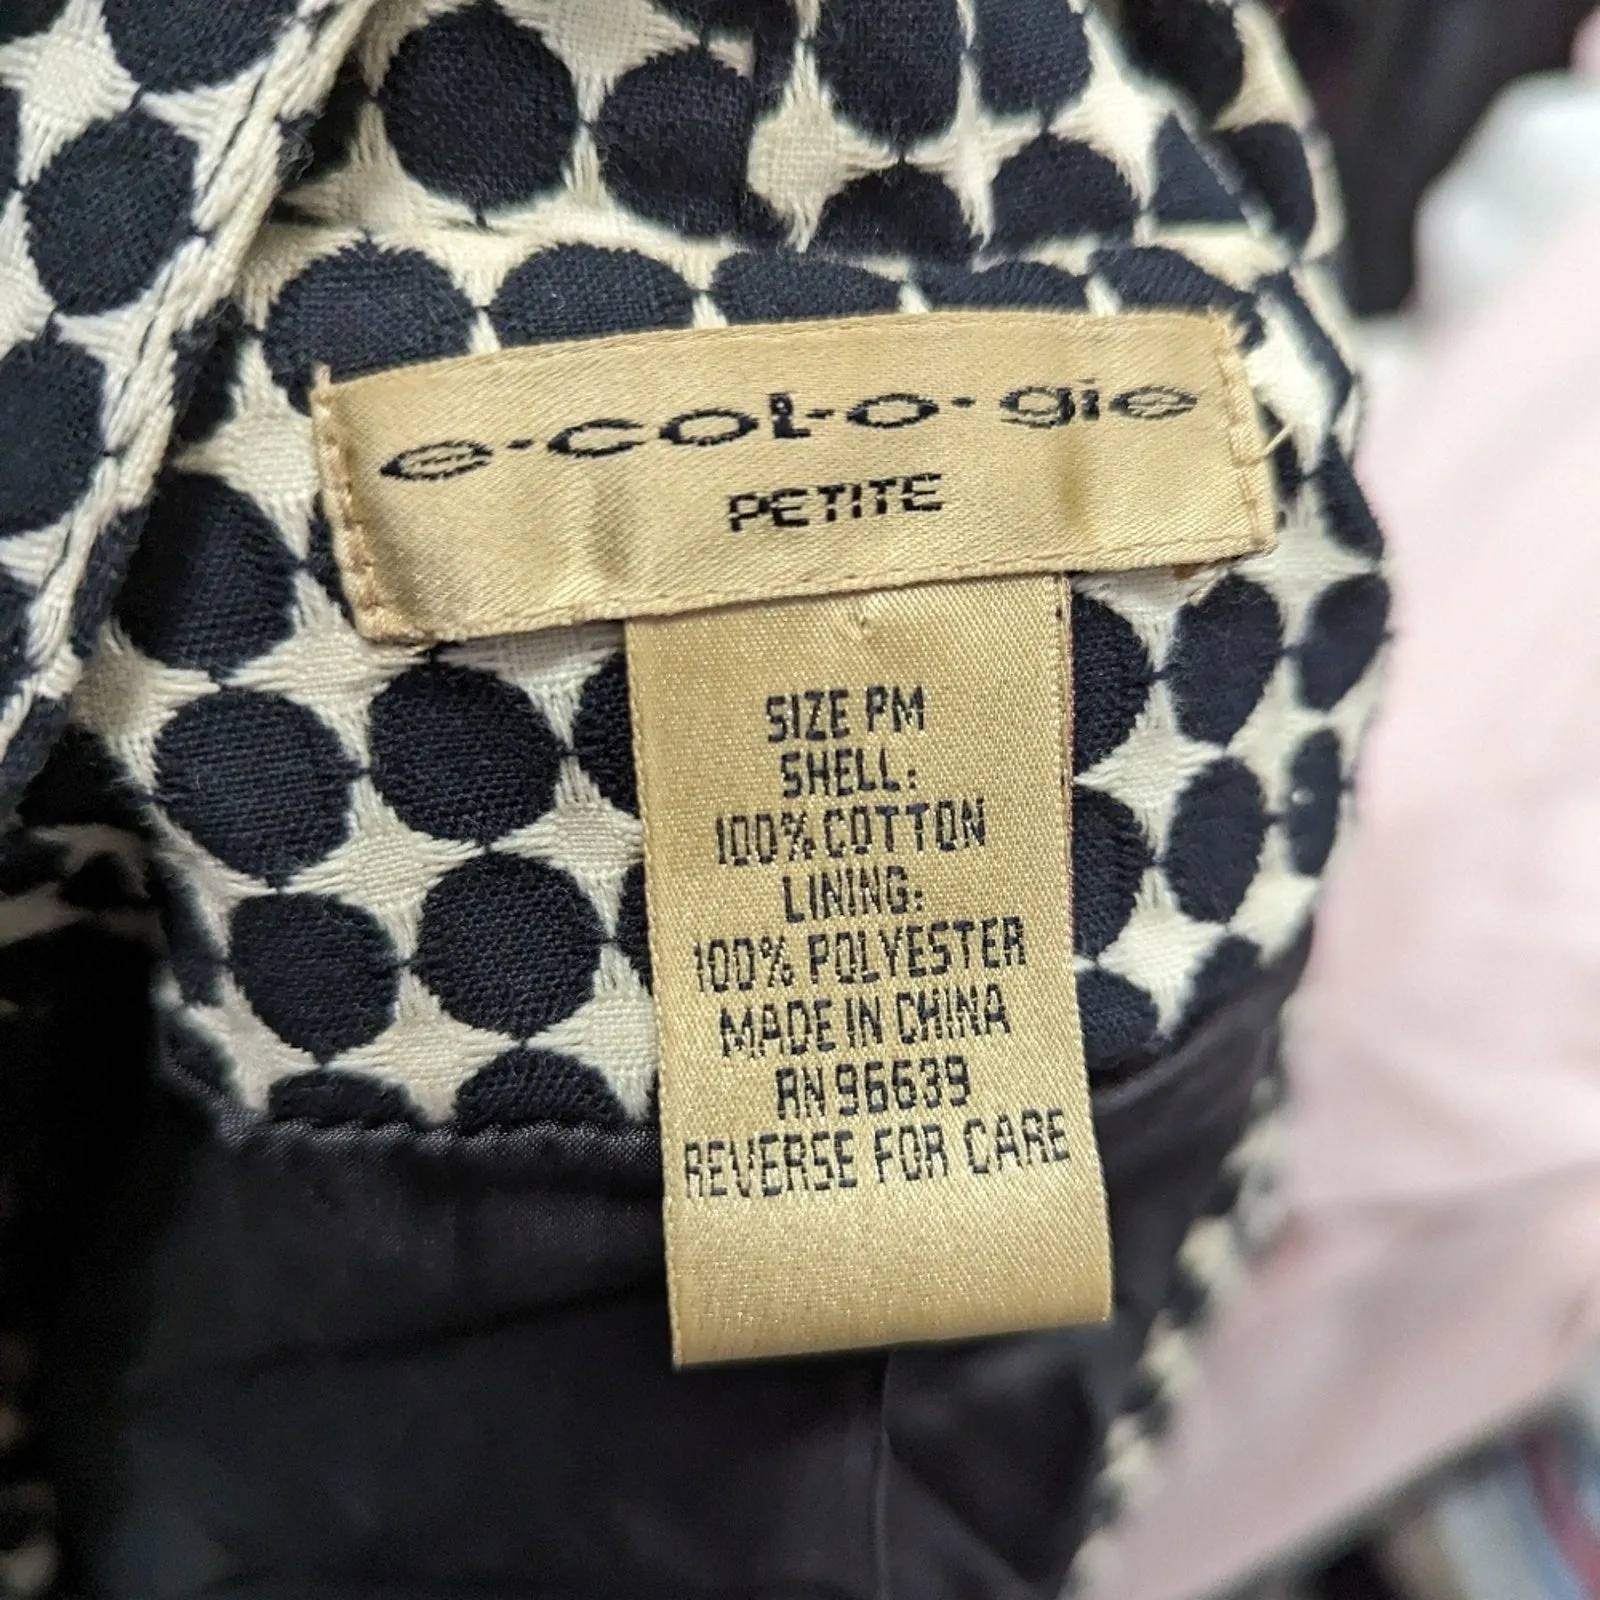 e·col·o·gie
PETITE
SIZE PM
SHELL:
100% COTTON
LINING:
100% POLYESTER
MADE IN CHINA
RN 96639
REVERSE FOR CARE